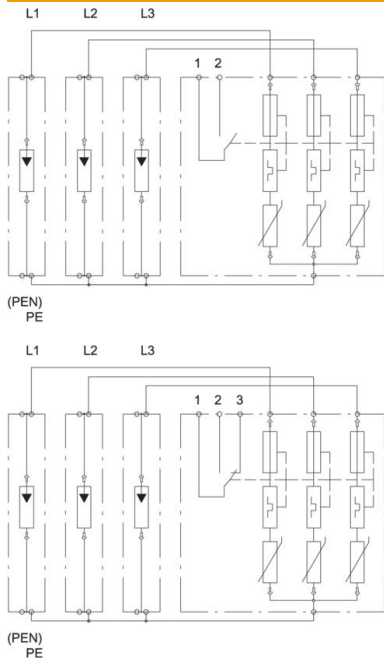 L1 L2 L3
1 2
(PEN)
PE
L1 L2 L3
1 2 3
(PEN)
PE